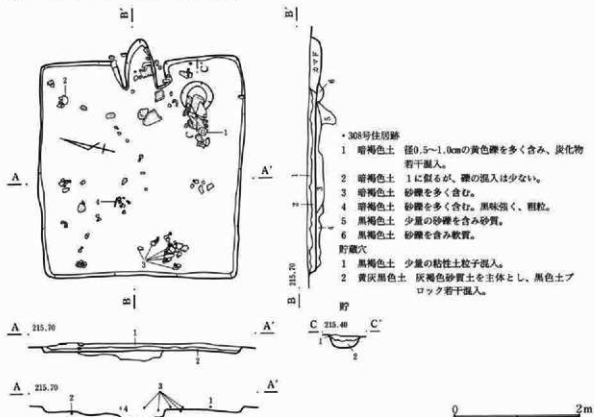 B'
B'
2
カマド
6
C
C'
5
1
A
A'
4
3
1
2
3
6
B
215.70
B
・308号住居跡
1 暗褐色土 径0.5~1.0cmの黄色礫を多く含み、炭化物
若干混入。
2 暗褐色土 1に似るが、礫の混入は少ない。
3 暗褐色土 砂礫を多く含む。
4 暗褐色土 砂礫を多く含む。黒味強く、粗粒。
5 黒褐色土 少量の砂礫を含み砂質。
6 黒褐色土 砂礫を含み軟質。
貯蔵穴
1 黒褐色土 少量の粘性土粒子混入。
2 黄灰黒色土 灰褐色砂質土を主体とし、黒色土ブ
ロック若干混入。
貯
A 215.70 A'
1
2
C 215.40 C'
1
2
A 215.70 A'
2
4
3
1
0 2m